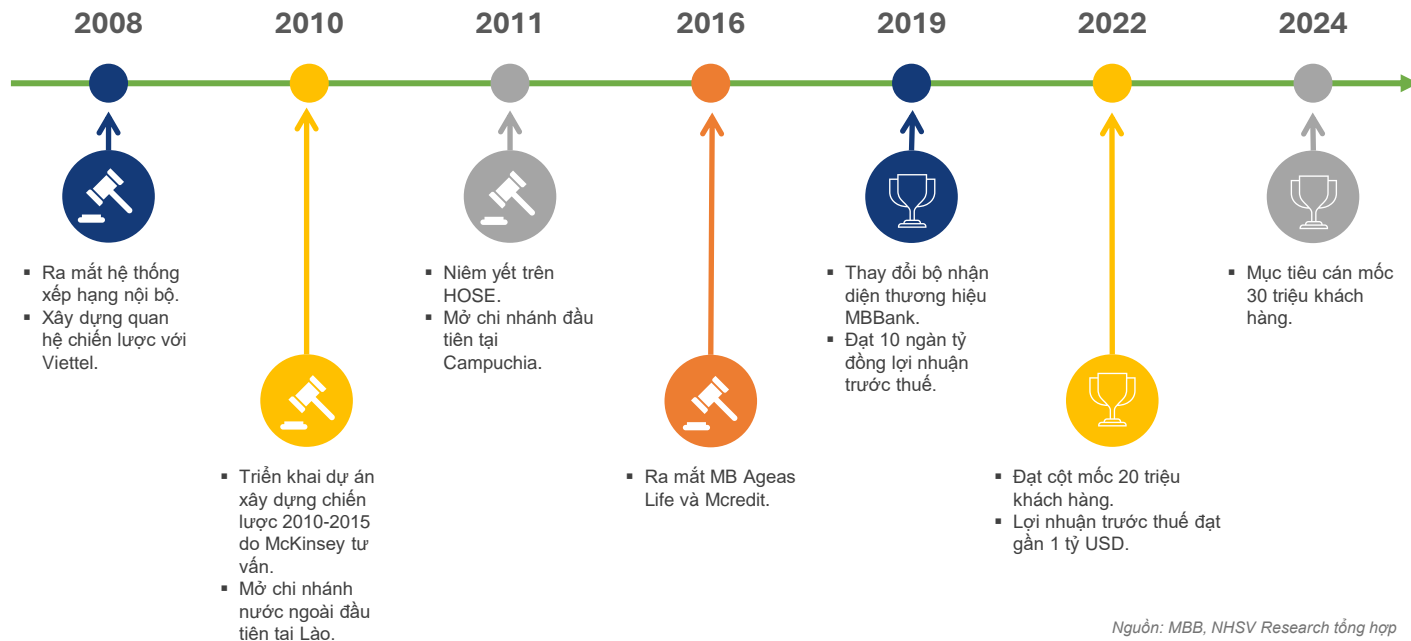 2008
2010
2011
2016
2019
2022
2024
▪ Ra mắt hệ thống
xếp hạng nội bộ.
▪ Xây dựng quan
hệ chiến lược với
Viettel.
▪ Triển khai dự án
xây dựng chiến
lược 2010-2015
do McKinsey tư
vấn.
▪ Mở chi nhánh
nước ngoài đầu
tiên tại Lào.
▪ Niêm yết trên
HOSE.
▪ Mở chi nhánh đầu
tiên tại
Campuchia.
▪ Ra mắt MB Ageas
Life và Mcredit.
▪ Thay đổi bộ nhận
diện thương hiệu
MBBank.
▪ Đạt 10 ngàn tỷ
đồng lợi nhuận
trước thuế.
▪ Đạt cột mốc 20 triệu
khách hàng.
▪ Lợi nhuận trước thuế đạt
gần 1 tỷ USD.
▪ Mục tiêu cán mốc
30 triệu khách
hàng.
Nguồn: MBB, NHSV Research tổng hợp